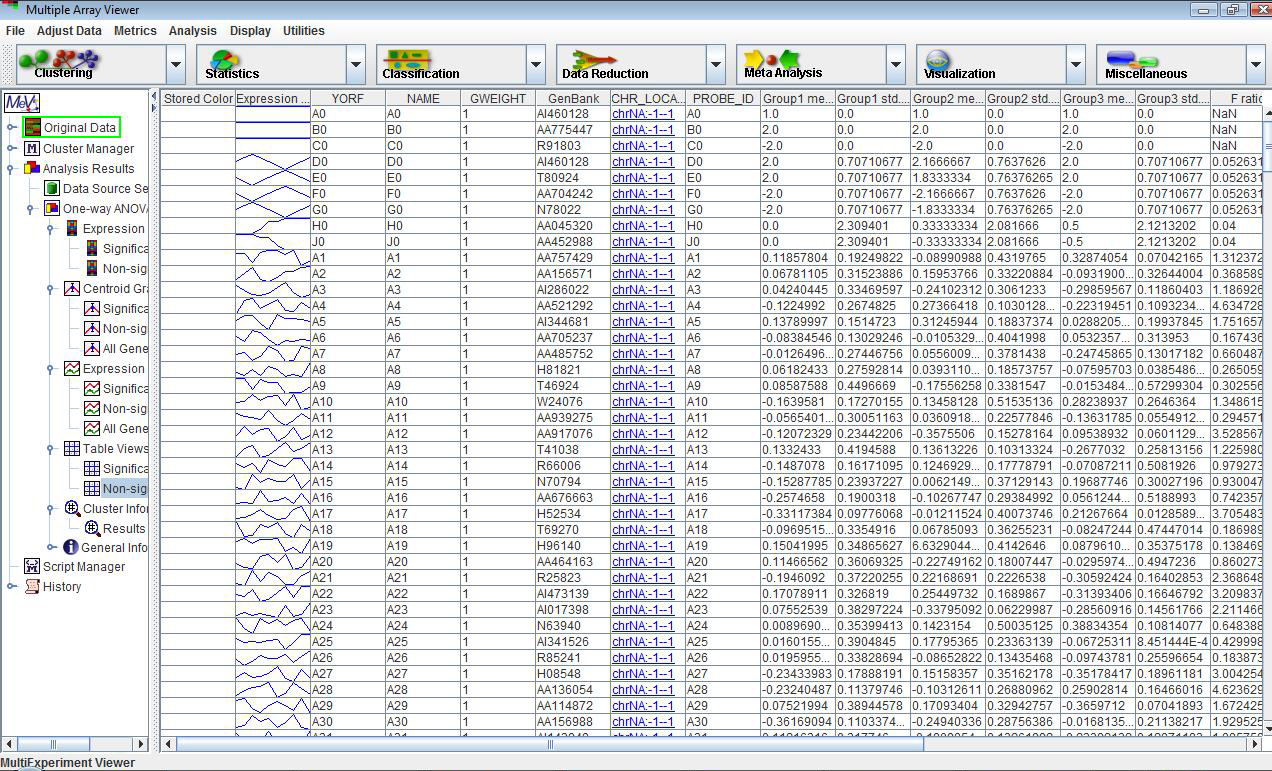 Multiple Array Viewer
File Adjust Data Metrics Analysis Display Utilities
Clustering Statistics Classification Data Reduction Meta Analysis Visualization Miscellaneous
MeV
Original Data
Cluster Manager
Analysis Results
Data Source Se
One-way ANOVA
Expression
Significa
Non-sig
Centroid Gra
Significa
Non-sig
All Gene
Expression
Significa
Non-sig
All Gene
Table Views
Significa
Non-sig
Cluster Infor
Results
General Info
Script Manager
History
Stored Color Expression ... YORF NAME GWEIGHT GenBank CHR_LOCA... PROBE_ID Group1 me... Group1 std.... Group2 me... Group2 std.... Group3 me... Group3 std.... F ratio
A0 A0 1 AI460128 chrNA:-1--1 A0 1.0 0.0 1.0 0.0 1.0 0.0 NaN
B0 B0 1 AA775447 chrNA:-1--1 B0 2.0 0.0 2.0 0.0 2.0 0.0 NaN
C0 C0 1 R91803 chrNA:-1--1 C0 -2.0 0.0 -2.0 0.0 -2.0 0.0 NaN
D0 D0 1 AI460128 chrNA:-1--1 D0 2.0 0.70710677 2.1666667 0.7637626 2.0 0.70710677 0.052631
E0 E0 1 T80924 chrNA:-1--1 E0 2.0 0.70710677 1.8333334 0.76376265 2.0 0.70710677 0.052631
F0 F0 1 AA704242 chrNA:-1--1 F0 -2.0 0.70710677 -2.1666667 0.7637626 -2.0 0.70710677 0.052631
G0 G0 1 N78022 chrNA:-1--1 G0 -2.0 0.70710677 -1.8333334 0.76376265 -2.0 0.70710677 0.052631
H0 H0 1 AA045320 chrNA:-1--1 H0 0.0 2.309401 0.33333334 2.081666 0.5 2.1213202 0.04
J0 J0 1 AA452988 chrNA:-1--1 J0 0.0 2.309401 -0.33333334 2.081666 -0.5 2.1213202 0.04
A1 A1 1 AA757429 chrNA:-1--1 A1 0.11657804 0.19249822 -0.08990988 0.4319765 0.32874054 0.07042165 1.312372
A2 A2 1 AA156571 chrNA:-1--1 A2 0.06781105 0.31523886 0.15953766 0.33220884 -0.0931900... 0.32644004 0.368589
A3 A3 1 AI286022 chrNA:-1--1 A3 0.04240445 0.33469597 -0.24102312 0.3061233 -0.29859567 0.11860403 1.186926
A4 A4 1 AA521292 chrNA:-1--1 A4 -0.1224992 0.2674825 0.27366418 0.1030128... -0.22319451 0.1093234... 4.634728
A5 A5 1 AI344681 chrNA:-1--1 A5 0.13789997 0.1514723 0.31245944 0.18837374 0.0288205... 0.19937845 1.751657
A6 A6 1 AA705237 chrNA:-1--1 A6 -0.08384546 0.13029246 -0.0105329... 0.4041998 0.0532357... 0.313953 0.167436
A7 A7 1 AA485752 chrNA:-1--1 A7 -0.0126496... 0.27446756 0.0556009... 0.3781438 -0.24745865 0.13017182 0.660487
A8 A8 1 H81821 chrNA:-1--1 A8 0.06182433 0.27592814 0.0393110... 0.18573757 -0.07595703 0.0385486... 0.265059
A9 A9 1 T46924 chrNA:-1--1 A9 0.08587588 0.4496669 -0.17556258 0.3381547 -0.0153484... 0.57299304 0.302556
A10 A10 1 W24076 chrNA:-1--1 A10 -0.1699581 0.17270155 0.13458128 0.51535136 0.28238937 0.2646364 1.348615
A11 A11 1 AA939275 chrNA:-1--1 A11 -0.0565401... 0.30051163 0.0360918... 0.22577846 -0.13631785 0.0554912... 0.294571
A12 A12 1 AA917076 chrNA:-1--1 A12 -0.12072329 0.23442206 -0.3575506 0.15278164 0.09538932 0.0601129... 3.528567
A13 A13 1 T41038 chrNA:-1--1 A13 0.1332433 0.4194588 0.13613226 0.10313324 -0.2677032 0.25813156 1.225980
A14 A14 1 R66006 chrNA:-1--1 A14 -0.1487078 0.16171095 0.1246929... 0.17778791 -0.07087211 0.5081926 0.979273
A15 A15 1 N70794 chrNA:-1--1 A15 -0.15287785 0.23937227 0.0062149... 0.37129143 0.19687746 0.30027196 0.930047
A16 A16 1 AA676663 chrNA:-1--1 A16 -0.2574658 0.1900318 -0.10267747 0.29384992 0.0561244... 0.5188993 0.742357
A17 A17 1 H52534 chrNA:-1--1 A17 -0.33117384 0.09776068 -0.01211524 0.40073746 0.21267664 0.0128589... 3.705483
A18 A18 1 T69270 chrNA:-1--1 A18 -0.0969515... 0.3354916 0.06785093 0.36255231 -0.08247244 0.47447014 0.186989
A19 A19 1 H96140 chrNA:-1--1 A19 0.15041995 0.34865627 6.6329044... 0.4142646 0.0879610... 0.35375178 0.138469
A20 A20 1 AA464163 chrNA:-1--1 A20 0.11466562 0.36069325 -0.22749162 0.18007447 -0.0295974... 0.4947236 0.860273
A21 A21 1 R25823 chrNA:-1--1 A21 -0.1946092 0.37220255 0.22168691 0.2226538 -0.30592424 0.16402853 2.368648
A22 A22 1 AI473139 chrNA:-1--1 A22 0.17078911 0.326819 0.25449732 0.1689867 -0.31393406 0.16646792 3.209837
A23 A23 1 AI017398 chrNA:-1--1 A23 0.07552539 0.38297224 -0.33795092 0.06229987 -0.28560916 0.14561766 2.211466
A24 A24 1 N63940 chrNA:-1--1 A24 0.0089690... 0.35399413 0.1423154 0.50035125 0.38834354 0.10814077 0.648388
A25 A25 1 AI341526 chrNA:-1--1 A25 0.0160155... 0.3904845 0.17795365 0.23363139 -0.06725311 8.451444E-4 0.429998
A26 A26 1 R85241 chrNA:-1--1 A26 0.0195955... 0.33828694 -0.08652822 0.13435468 -0.09743781 0.25596654 0.183873
A27 A27 1 H08548 chrNA:-1--1 A27 -0.23433983 0.17888191 0.15158357 0.35162178 -0.35178417 0.18961181 3.004254
A28 A28 1 AA136054 chrNA:-1--1 A28 -0.23240487 0.11379746 -0.10312611 0.26880962 0.25902814 0.16466016 4.623629
A29 A29 1 AA114872 chrNA:-1--1 A29 0.07521994 0.38944578 0.17093404 0.32942757 -0.3659712 0.07041893 1.672425
A30 A30 1 AA156988 chrNA:-1--1 A30 -0.36169094 0.1103374... -0.24940336 0.28756386 -0.0168135... 0.21138217 1.929525
MultiExperiment Viewer